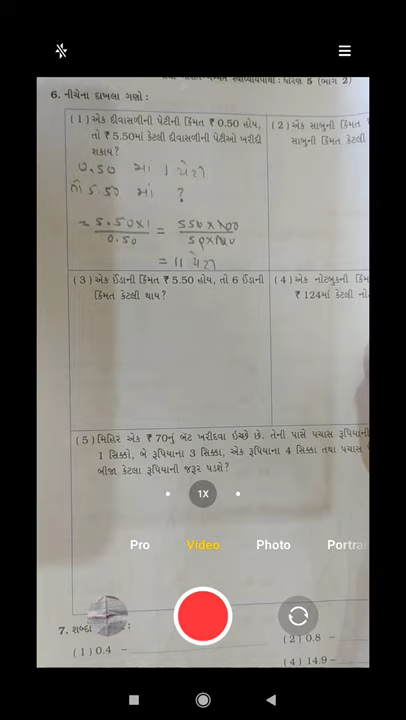 ધોરણ 5 (ભાગ 2)
6. નીચેના દાખલા ગણો :
(1) એક દીવાસળીની પેટીની કિંમત ₹ 0.50 હોય,
તો ₹ 5.50માં કેટલી દીવાસળીની પેટીઓ ખરીદી
શકાય?
0.50 માં 1 પેટી
તો 5.50 માં ?
= 5.50×1 / 0.50 = 550×100 / 50×100
= 11 પેટી
(2) એક સાબુની કિંમત
સાબુની કિંમત કેટલી
(3) એક ઈંડાની કિંમત ₹ 5.50 હોય, તો 6 ઈંડાની
કિંમત કેટલી થાય?
(4) એક નોટબુકની
₹ 124માં કેટલી
(5) મિહિર એક ₹ 70નું બેટ ખરીદવા ઇચ્છે છે. તેની પાસે પચાસ રૂપિયાની
1 સિક્કો, બે રૂપિયાના 3 સિક્કા, એક રૂપિયાના 4 સિક્કા તથા પચાસ
બીજા કેટલા રૂપિયાની જરૂર પડશે?
1X
Pro Video Photo Portra
7. શબ્દ
(1) 0.4 –
(2) 0.8 –
(4) 14.9 –